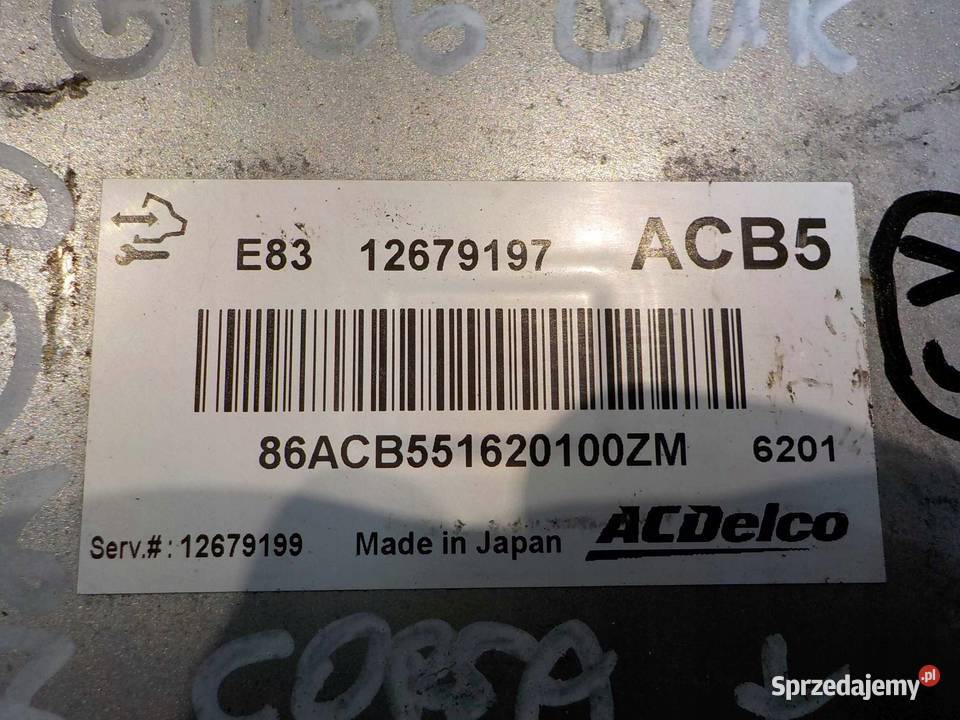 E83 12679197 ACB5
86ACB551620100ZM 6201
Serv.#: 12679199 Made in Japan ACDelco
CORSA
Sprzedajemy.pl